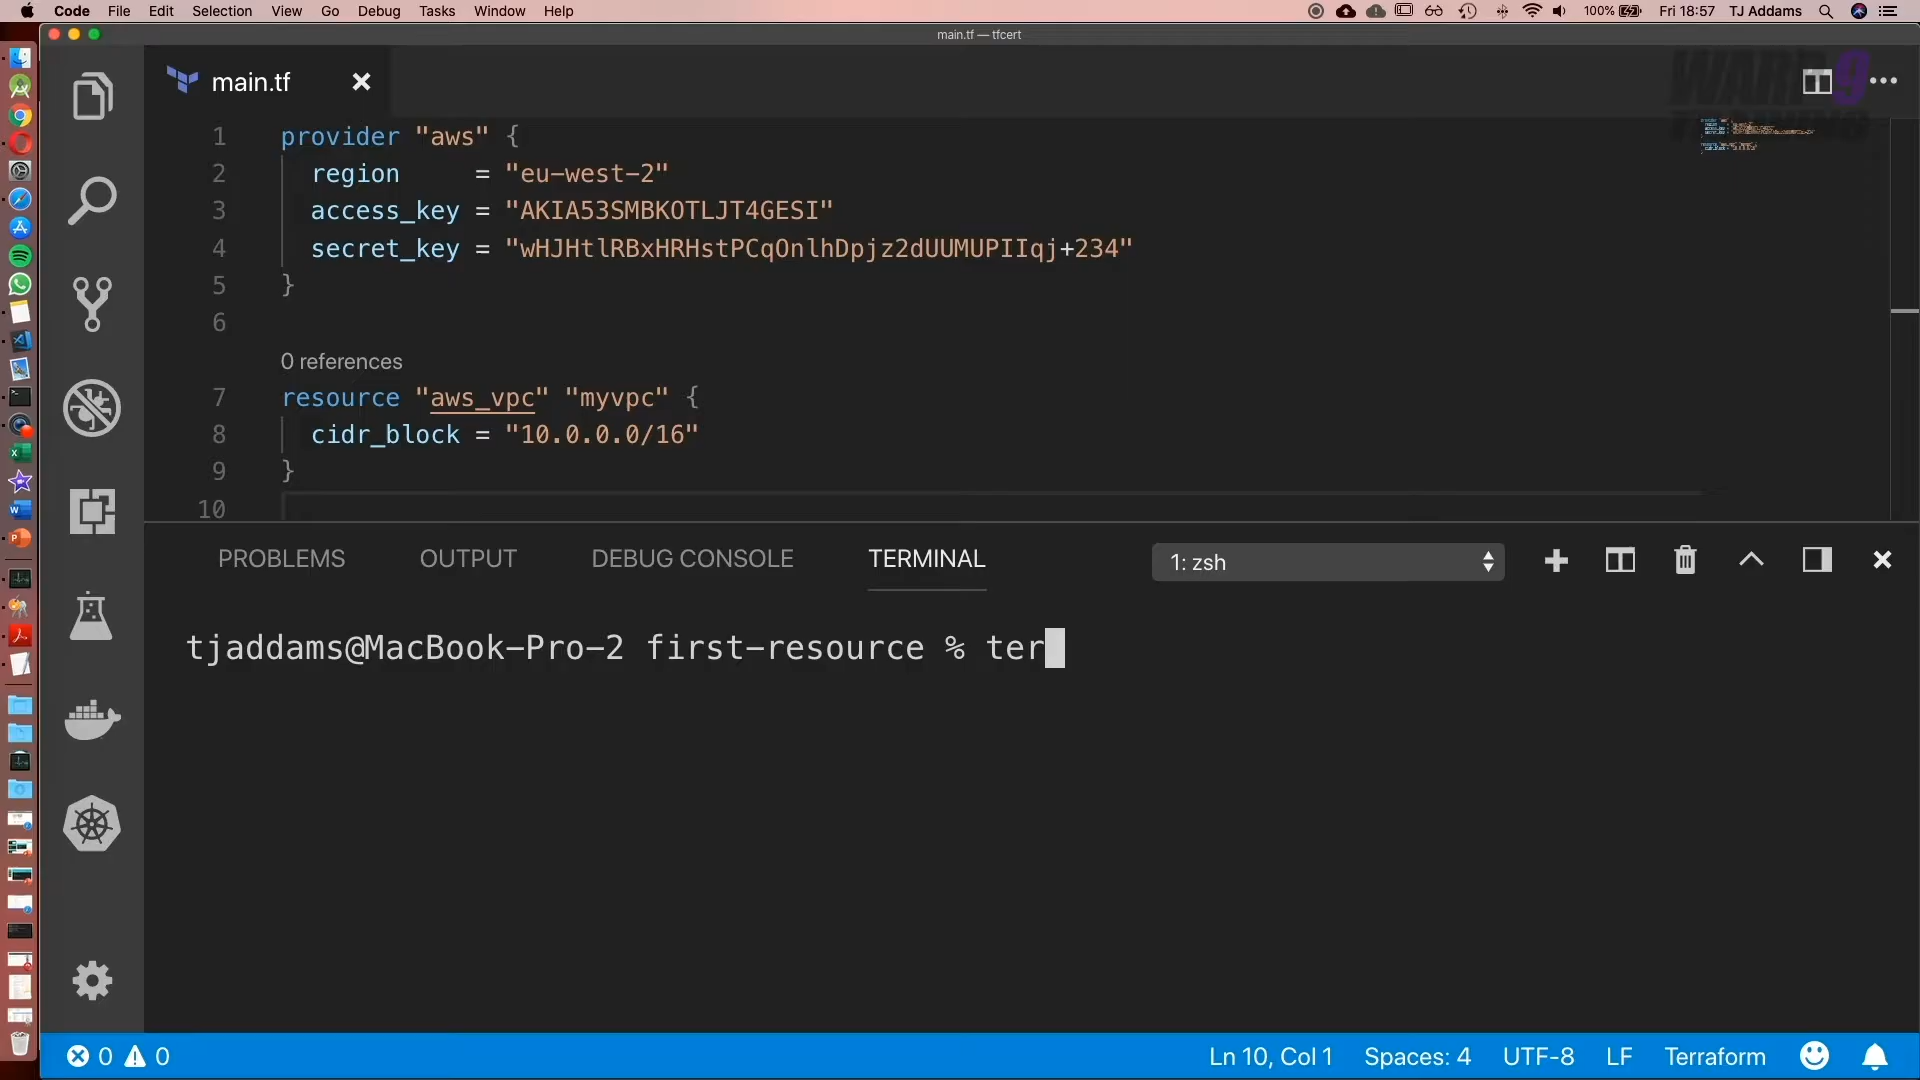 Code File Edit Selection View Go Debug Tasks Window Help 100% Fri 18:57 TJ Addams
main.tf — tfcert
main.tf
1 provider "aws" {
2 region = "eu-west-2"
3 access_key = "AKIA53SMBKOTLJT4GESI"
4 secret_key = "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"
5 }
6
0 references
7 resource "aws_vpc" "myvpc" {
8 cidr_block = "10.0.0.0/16"
9 }
10
PROBLEMS OUTPUT DEBUG CONSOLE TERMINAL 1: zsh
tjaddams@MacBook-Pro-2 first-resource % ter
0 0 Ln 10, Col 1 Spaces: 4 UTF-8 LF Terraform